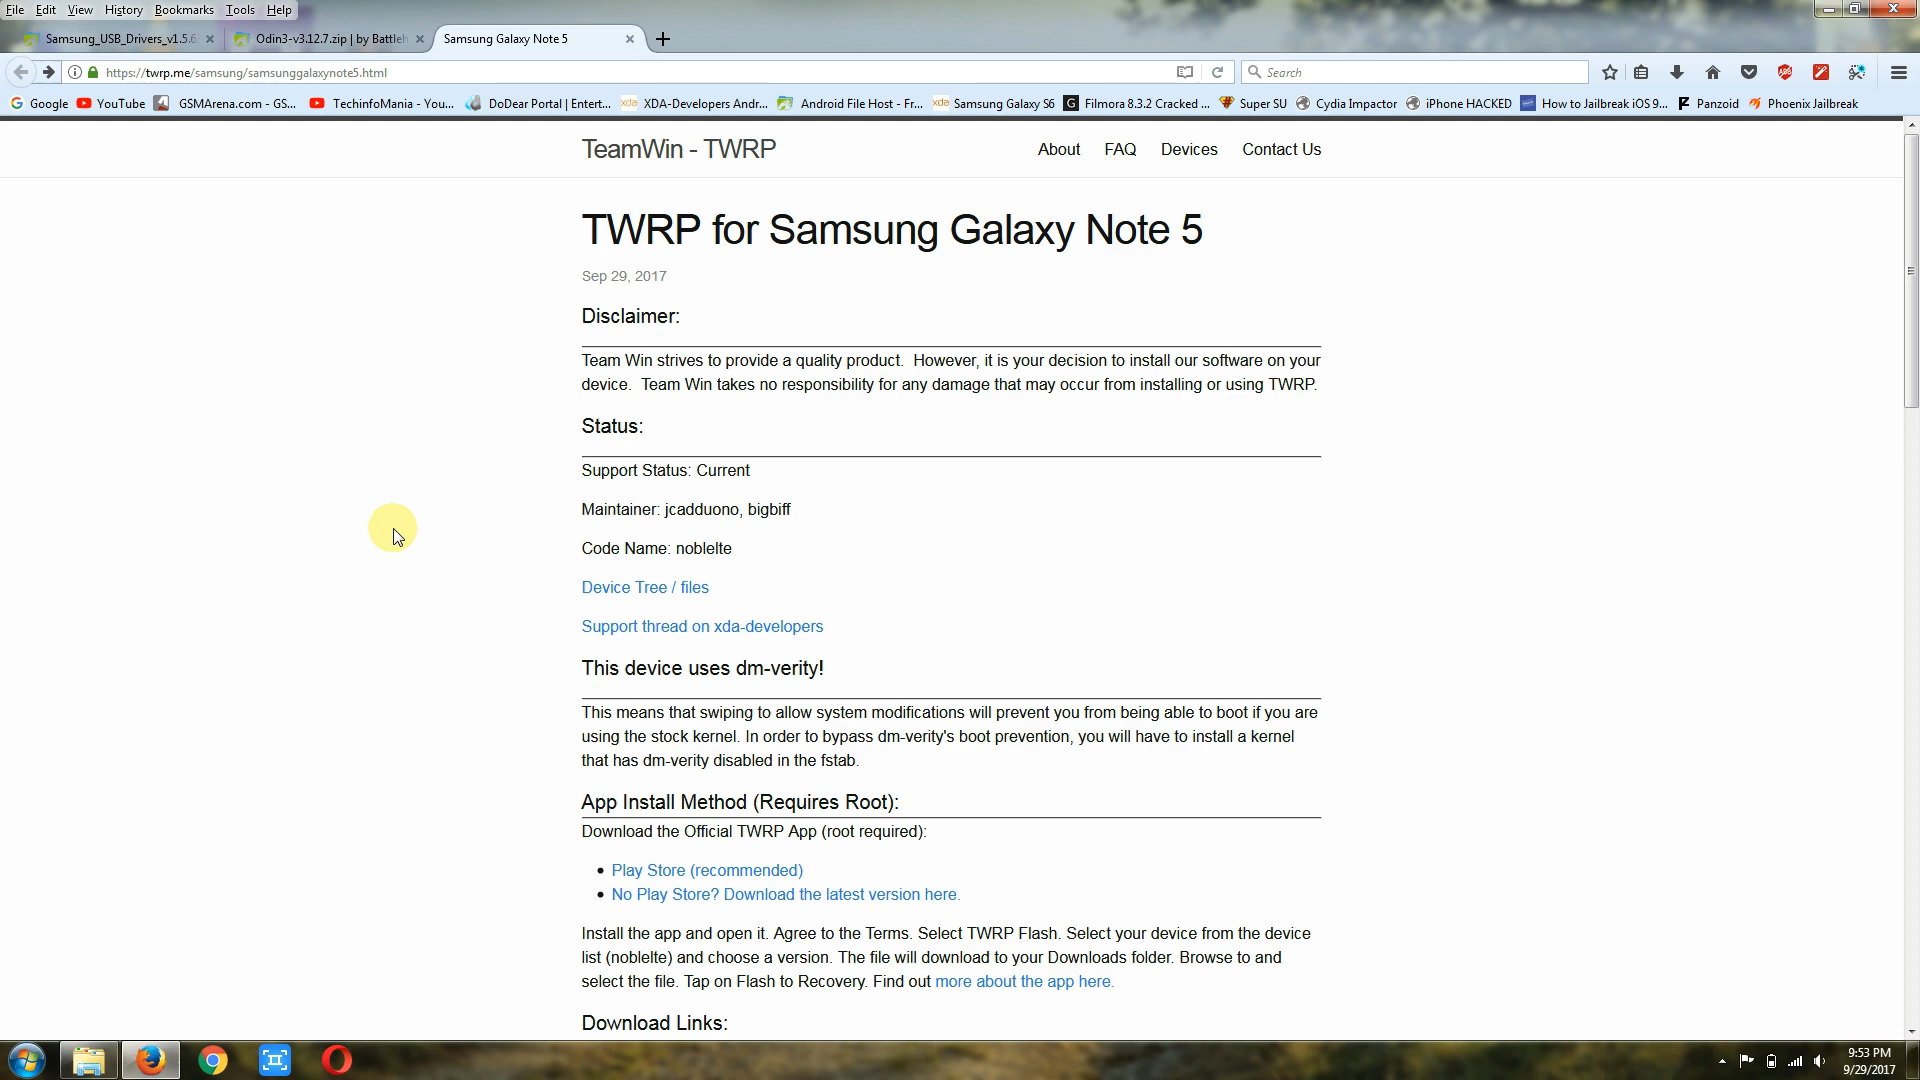 File Edit View History Bookmarks Tools Help
Samsung_USB_Drivers_v1.5.6
Odin3-v3.12.7.zip | by Battleh
Samsung Galaxy Note 5
https://twrp.me/samsung/samsunggalaxynote5.html
Search
Google YouTube GSMArena.com - GS... TechinfoMania - You... DoDear Portal | Entert... XDA-Developers Andr... Android File Host - Fr... Samsung Galaxy S6 Filmora 8.3.2 Cracked ... Super SU Cydia Impactor iPhone HACKED How to Jailbreak iOS 9... Panzoid Phoenix Jailbreak
TeamWin - TWRP
About FAQ Devices Contact Us
TWRP for Samsung Galaxy Note 5
Sep 29, 2017
Disclaimer:
Team Win strives to provide a quality product. However, it is your decision to install our software on your
device. Team Win takes no responsibility for any damage that may occur from installing or using TWRP.
Status:
Support Status: Current
Maintainer: jcadduono, bigbiff
Code Name: noblelte
Device Tree / files
Support thread on xda-developers
This device uses dm-verity!
This means that swiping to allow system modifications will prevent you from being able to boot if you are
using the stock kernel. In order to bypass dm-verity's boot prevention, you will have to install a kernel
that has dm-verity disabled in the fstab.
App Install Method (Requires Root):
Download the Official TWRP App (root required):
• Play Store (recommended)
• No Play Store? Download the latest version here.
Install the app and open it. Agree to the Terms. Select TWRP Flash. Select your device from the device
list (noblelte) and choose a version. The file will download to your Downloads folder. Browse to and
select the file. Tap on Flash to Recovery. Find out more about the app here.
Download Links:
9:53 PM
9/29/2017